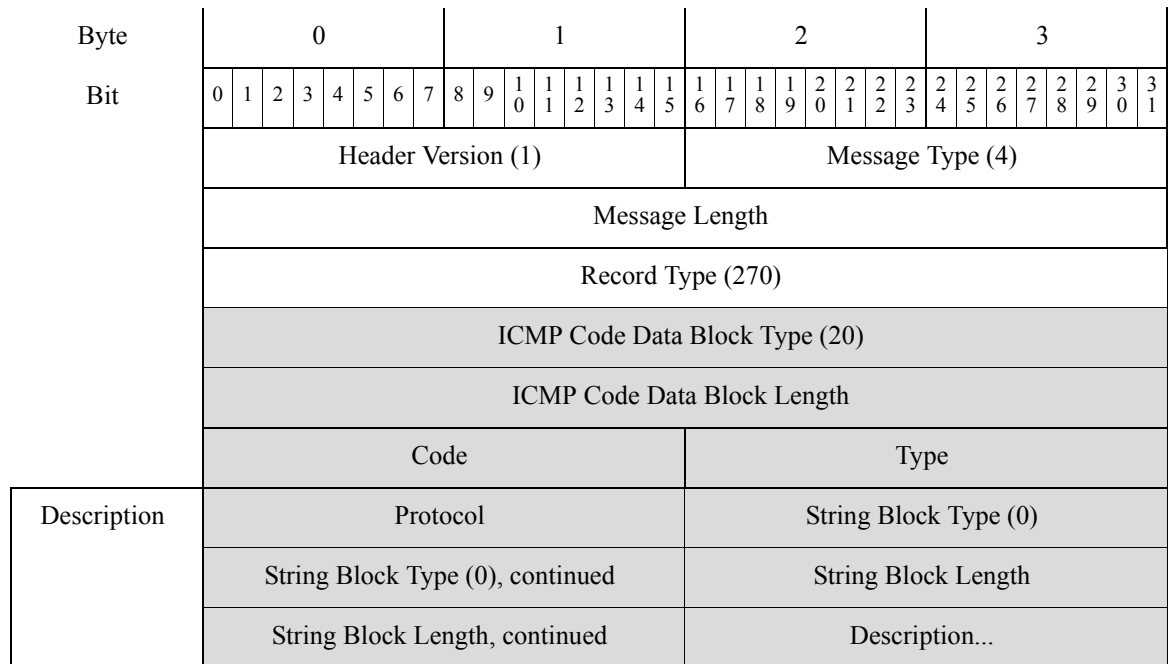 Byte 0 1 2 3
Bit 0 1 2 3 4 5 6 7 8 9 10 11 12 13 14 15 16 17 18 19 20 21 22 23 24 25 26 27 28 29 30 31
Header Version (1) Message Type (4)
Message Length
Record Type (270)
ICMP Code Data Block Type (20)
ICMP Code Data Block Length
Code Type
Description Protocol String Block Type (0)
String Block Type (0), continued String Block Length
String Block Length, continued Description...